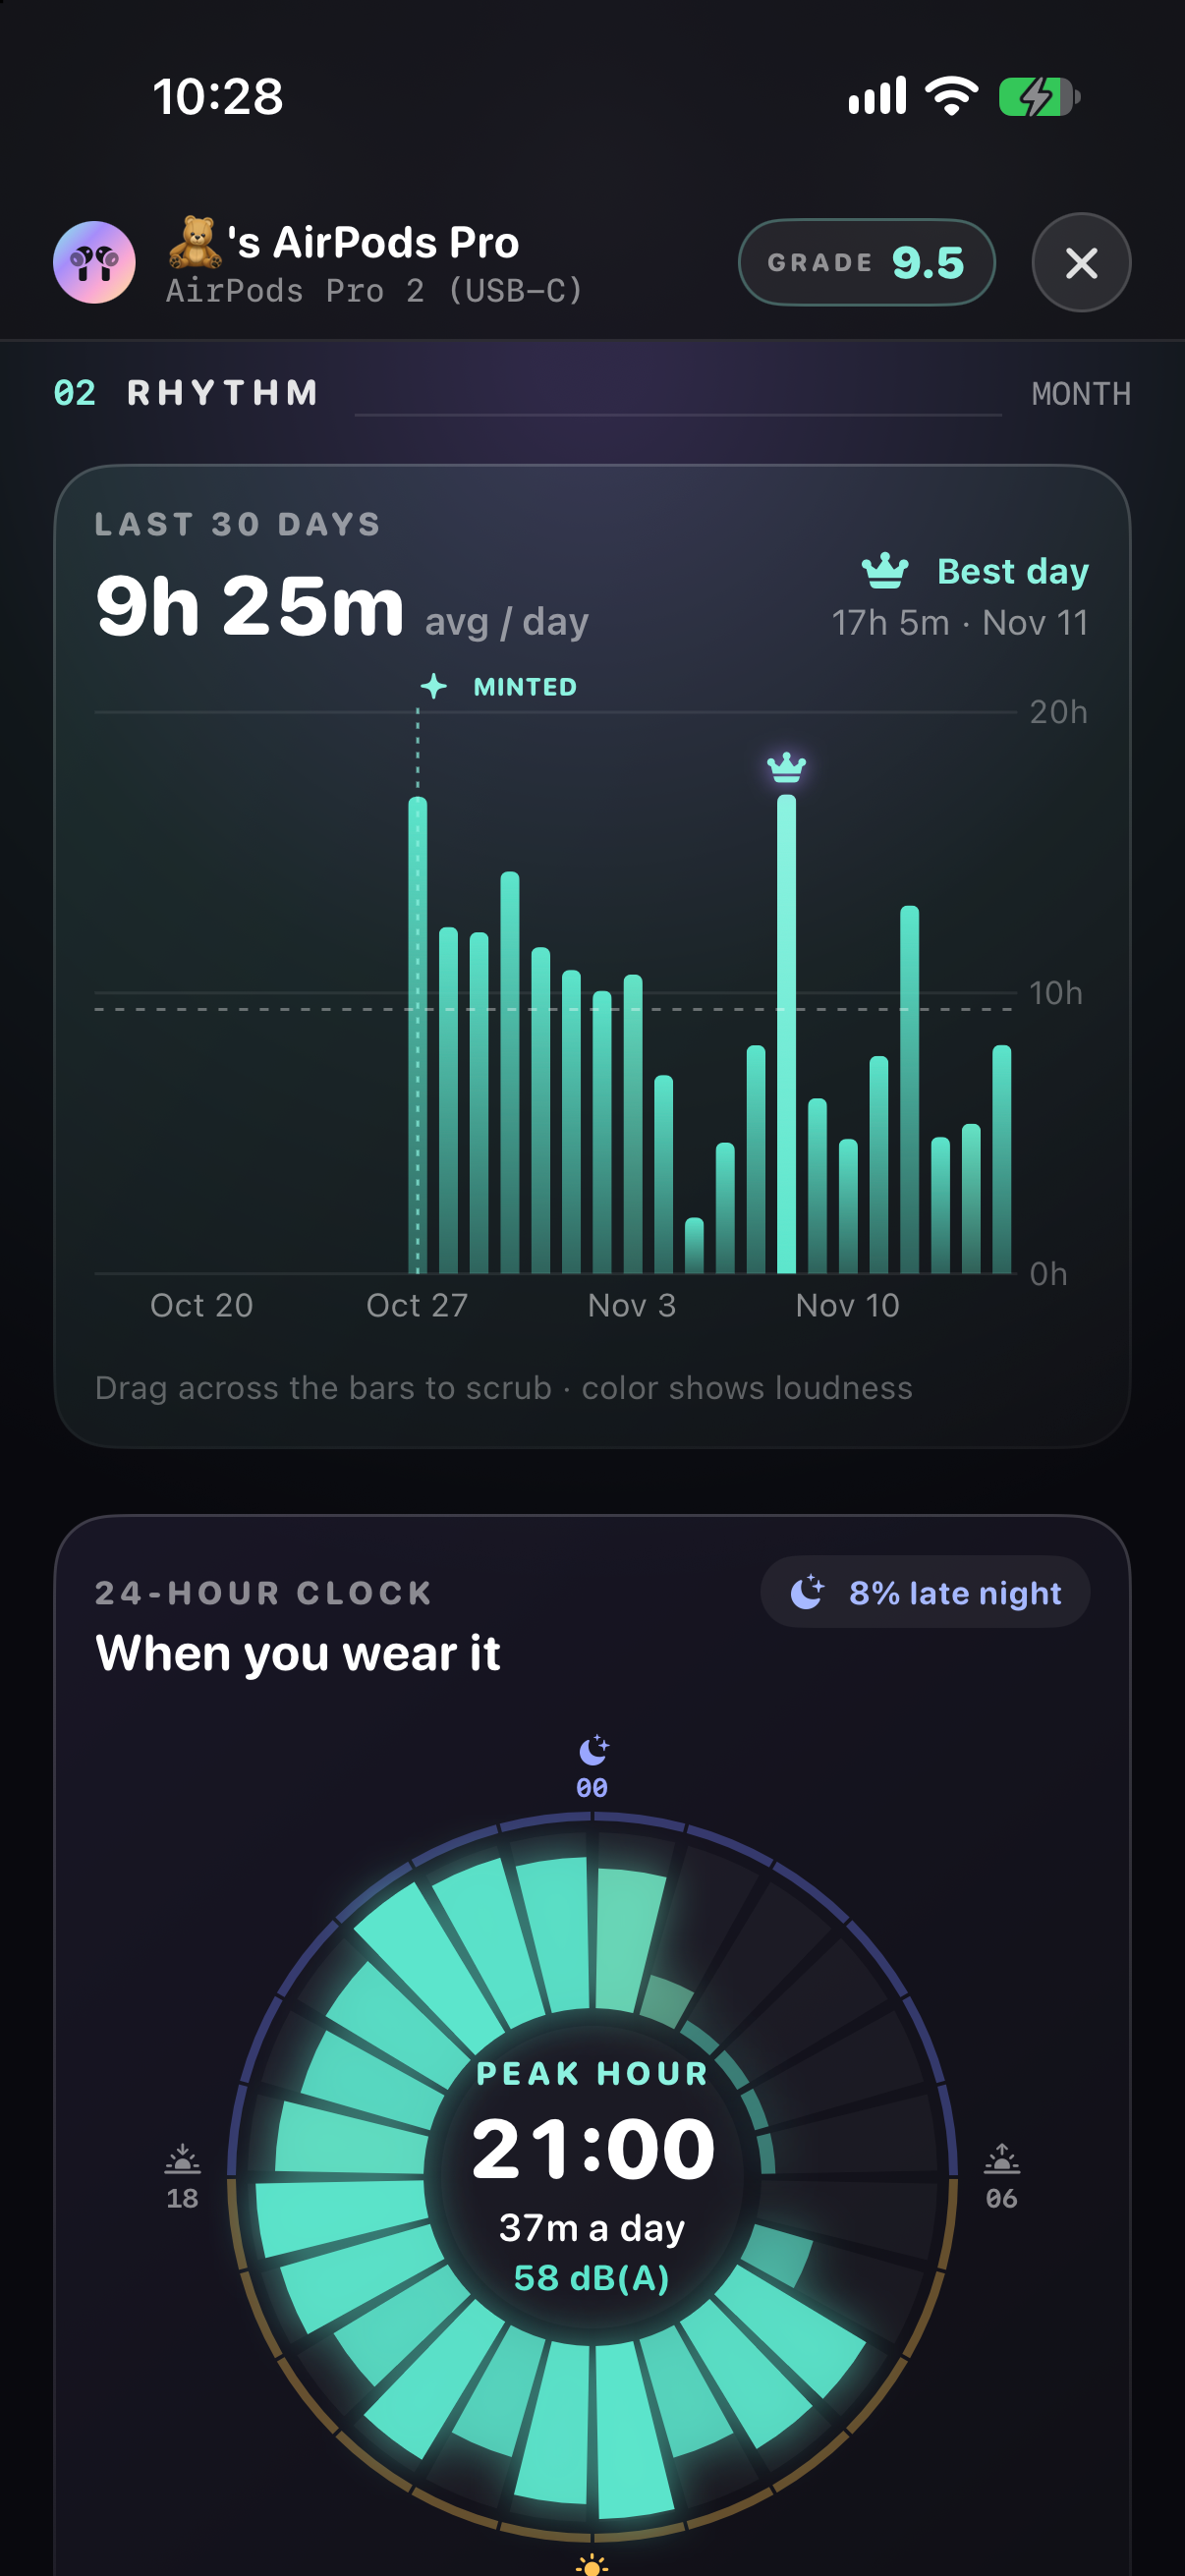 10:28
🧸's AirPods Pro
AirPods Pro 2 (USB-C)
GRADE 9.5
02 RHYTHM
MONTH
LAST 30 DAYS
9h 25m avg / day
Best day
17h 5m · Nov 11
MINTED
20h
10h
0h
Oct 20 Oct 27 Nov 3 Nov 10
Drag across the bars to scrub · color shows loudness
24-HOUR CLOCK
8% late night
When you wear it
00
PEAK HOUR
21:00
18
06
37m a day
58 dB(A)